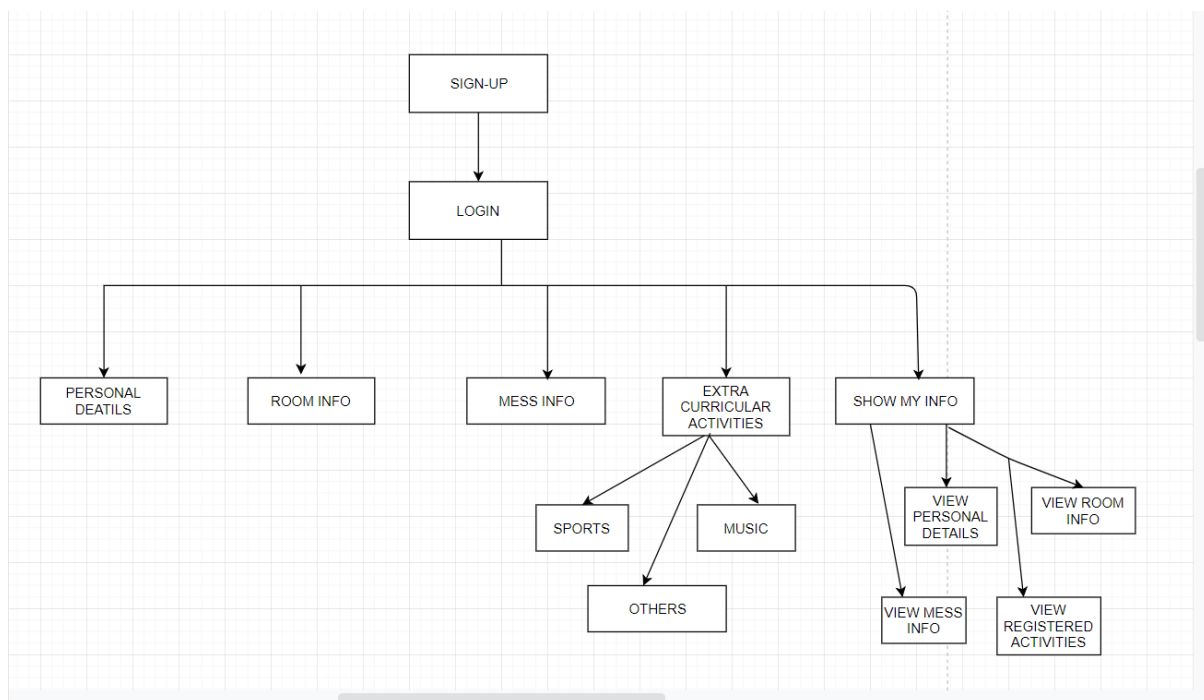 SIGN-UP
LOGIN
PERSONAL
DEATILS
ROOM INFO
MESS INFO
EXTRA
CURRICULAR
ACTIVITIES
SHOW MY INFO
SPORTS
MUSIC
OTHERS
VIEW
PERSONAL
DETAILS
VIEW ROOM
INFO
VIEW MESS
INFO
VIEW
REGISTERED
ACTIVITIES